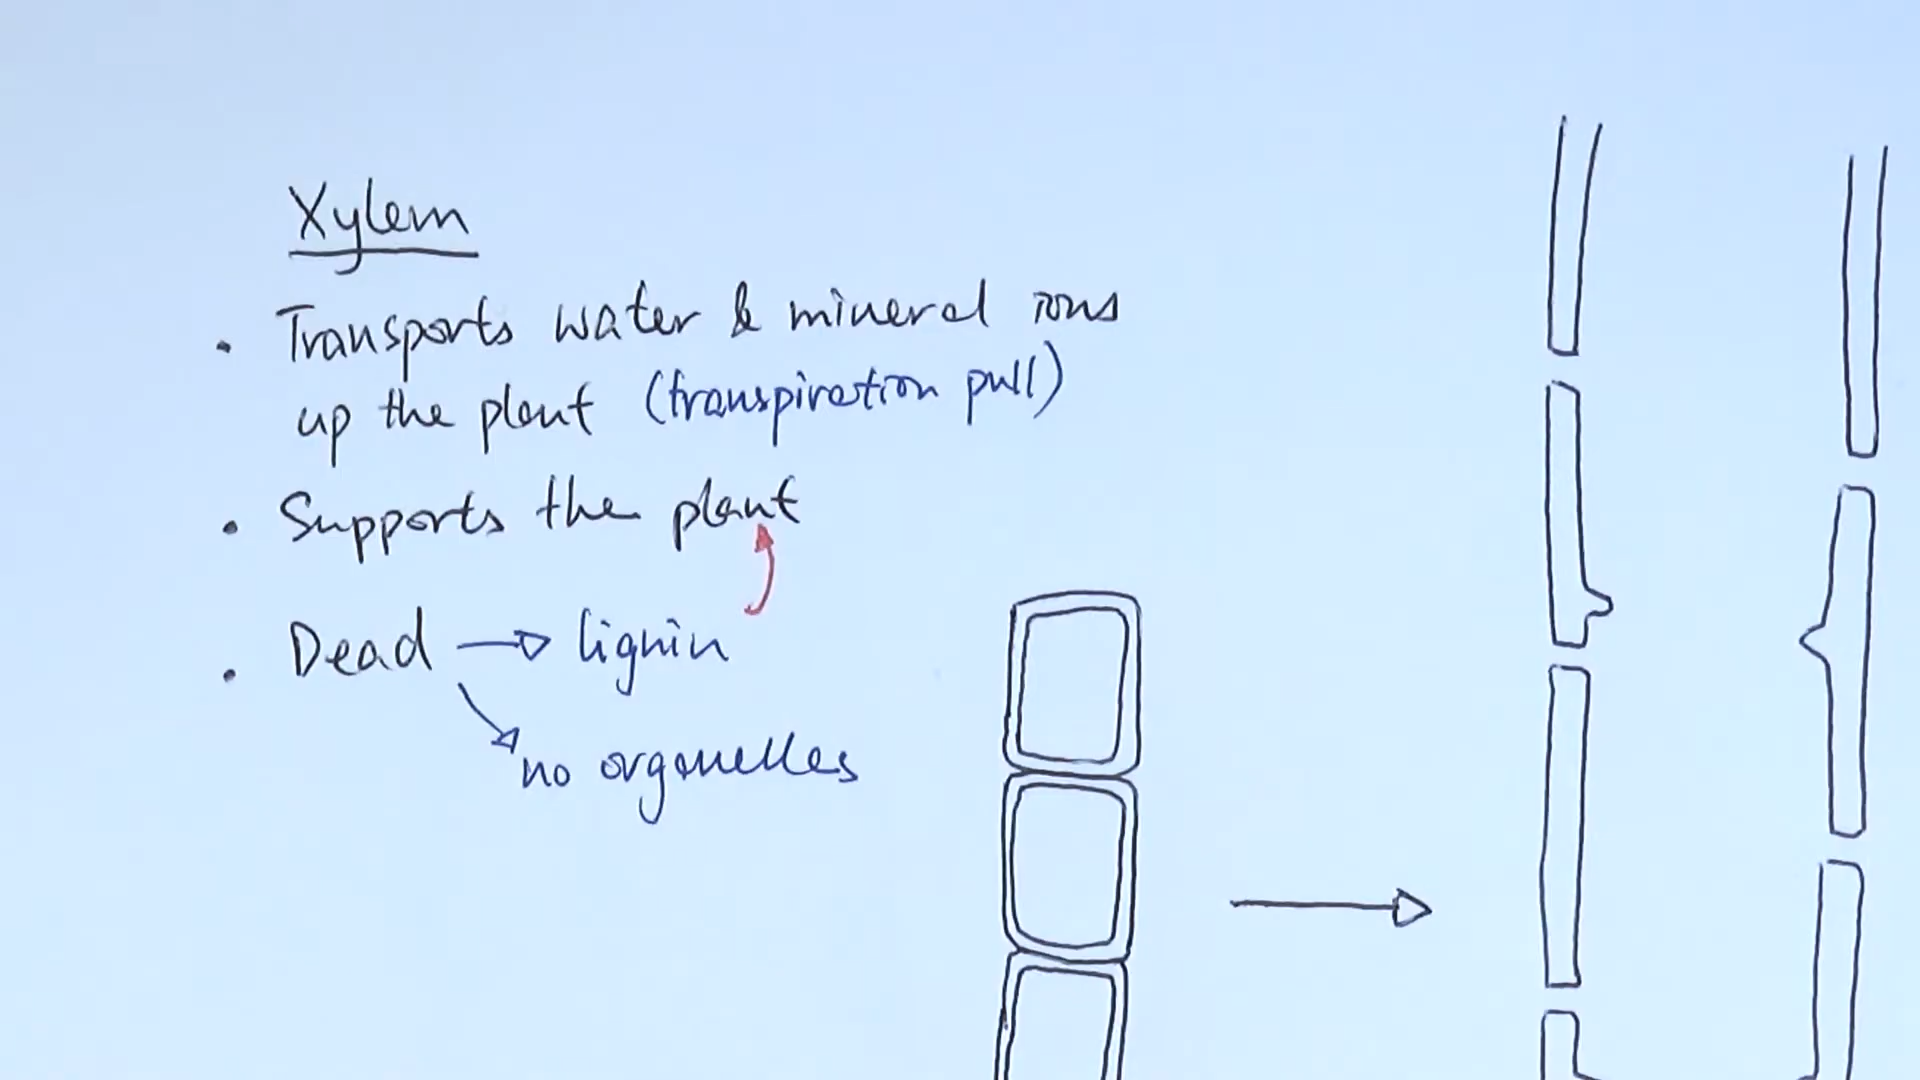 Xylem
• Transports water & mineral ions
up the plant (transpiration pull)
• Supports the plant
• Dead → lignin
no organelles